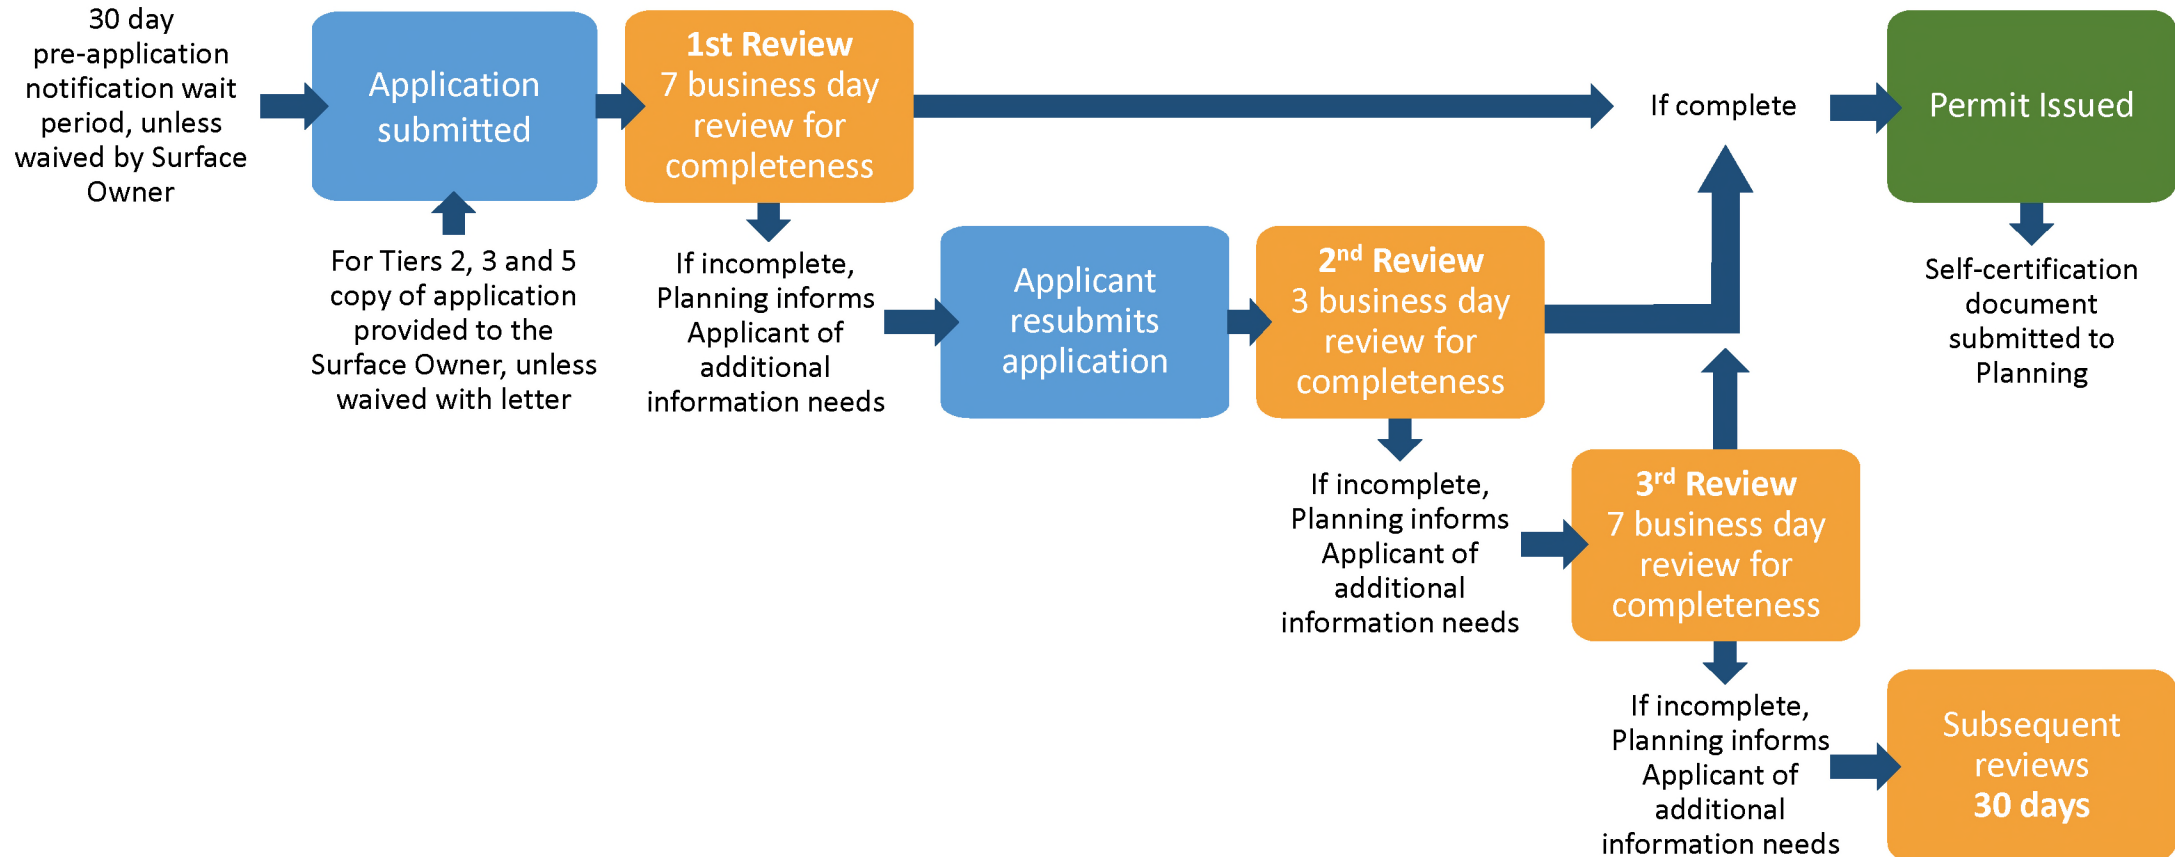 30 day
pre-application
notification wait
period, unless
waived by Surface
Owner
Application
submitted
For Tiers 2, 3 and 5
copy of application
provided to the
Surface Owner, unless
waived with letter
1st Review
7 business day
review for
completeness
If incomplete,
Planning informs
Applicant of
additional
information needs
Applicant
resubmits
application
2nd Review
3 business day
review for
completeness
If incomplete,
Planning informs
Applicant of
additional
information needs
3rd Review
7 business day
review for
completeness
If incomplete,
Planning informs
Applicant of
additional
information needs
Subsequent
reviews
30 days
If complete
Permit Issued
Self-certification
document
submitted to
Planning